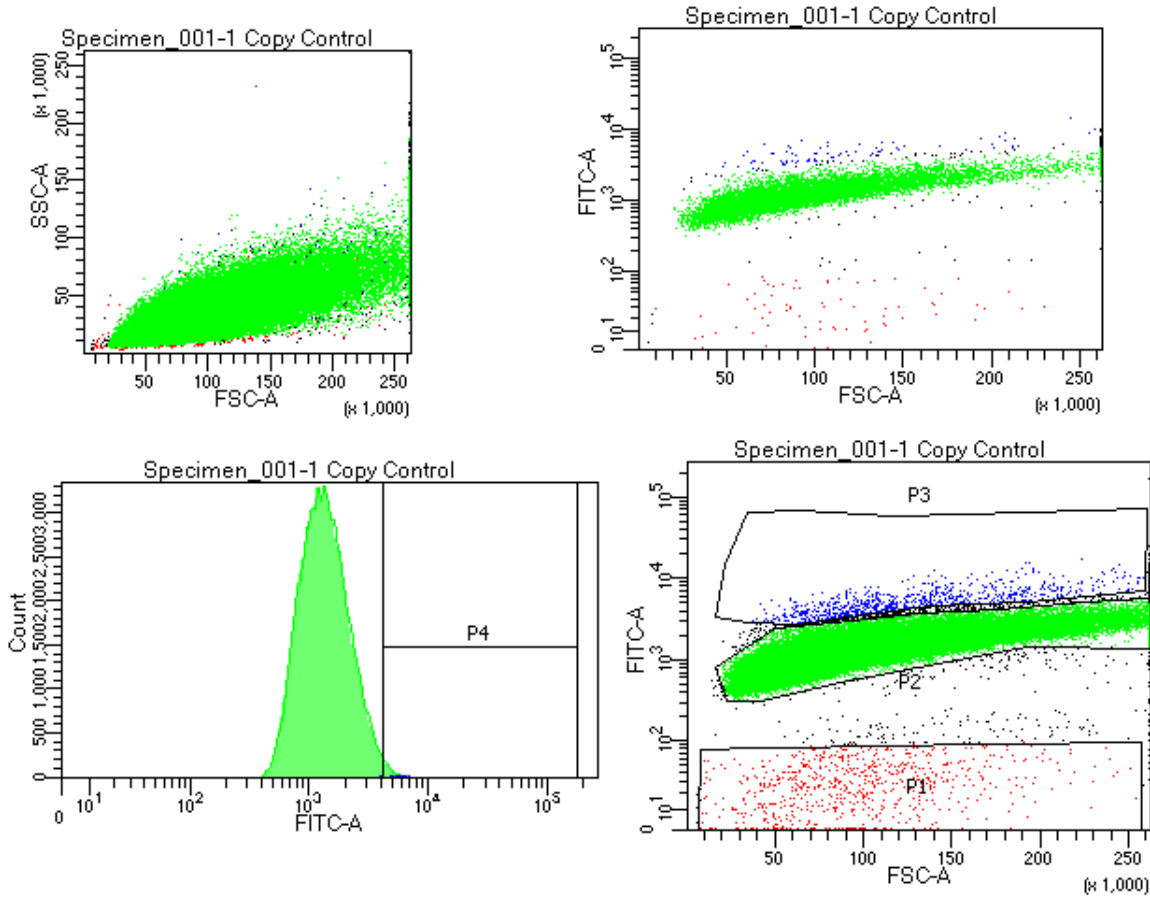 Specimen_001-1 Copy Control
(x 1,000)
SSC-A
250
200
150
100
50
50 100 150 200 250
FSC-A
(x 1,000)
Specimen_001-1 Copy Control
FITC-A
10^5
10^4
10^3
10^2
10^1
0
50 100 150 200 250
FSC-A
(x 1,000)
Specimen_001-1 Copy Control
Count
3,000
2,500
2,000
1,500
1,000
500
0
P4
0 10^1 10^2 10^3 10^4 10^5
FITC-A
Specimen_001-1 Copy Control
FITC-A
10^5
10^4
10^3
10^2
10^1
0
P3
P2
P1
50 100 150 200 250
FSC-A
(x 1,000)